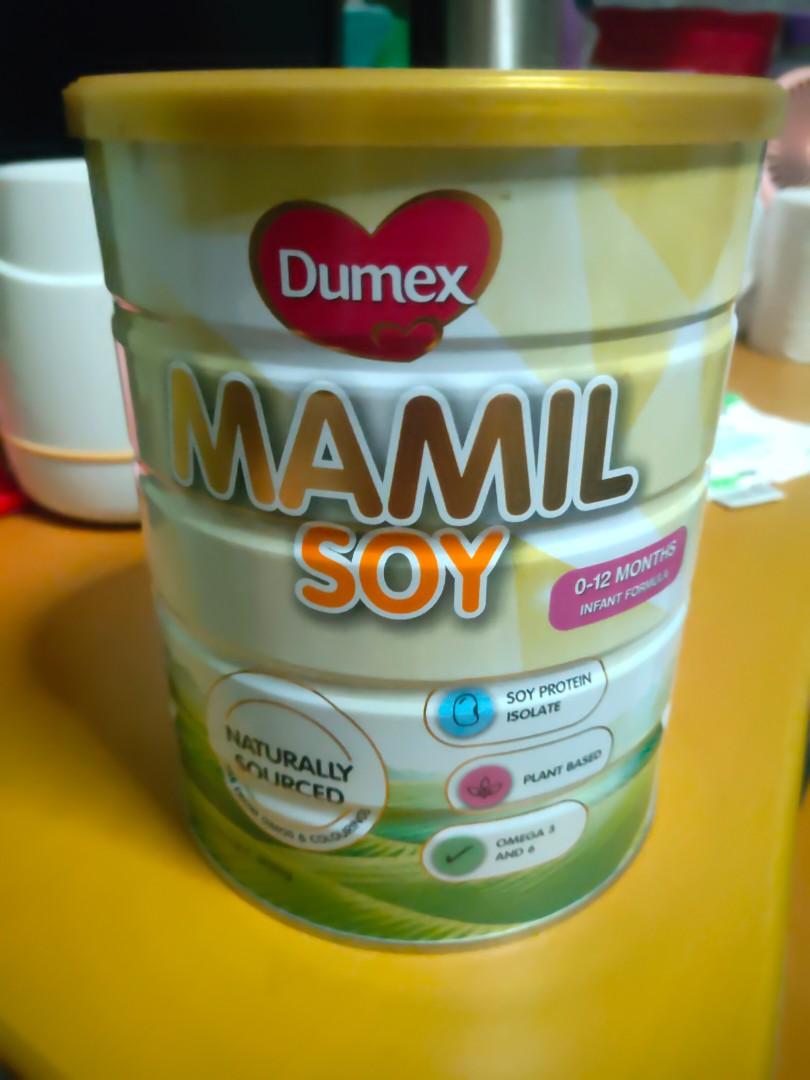 Dumex
MAMIL
SOY
0-12 MONTHS
INFANT FORMULA
SOY PROTEIN
ISOLATE
NATURALLY
SOURCED
PLANT BASED
OMEGA 3
AND 6